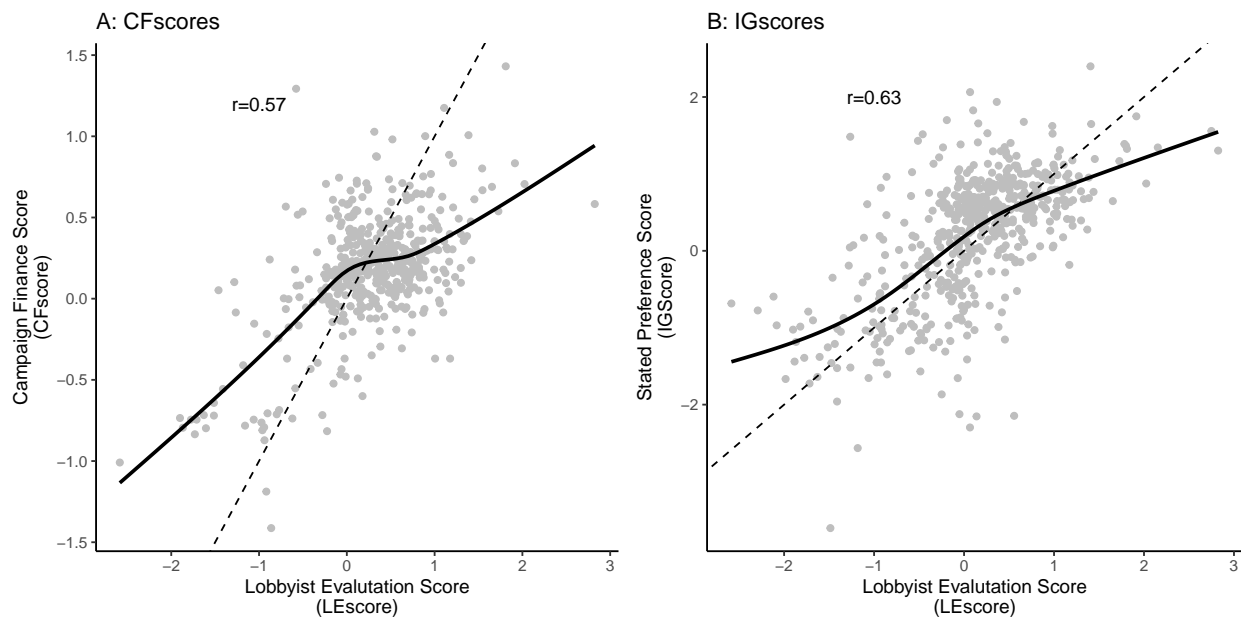 A: CFscores
r=0.57
Campaign Finance Score
(CFscore)
1.5
1.0
0.5
0.0
−0.5
−1.0
−1.5
−2
−1
0
1
2
3
Lobbyist Evalutation Score
(LEscore)
B: IGscores
r=0.63
Stated Preference Score
(IGScore)
2
0
−2
−2
−1
0
1
2
3
Lobbyist Evalutation Score
(LEscore)